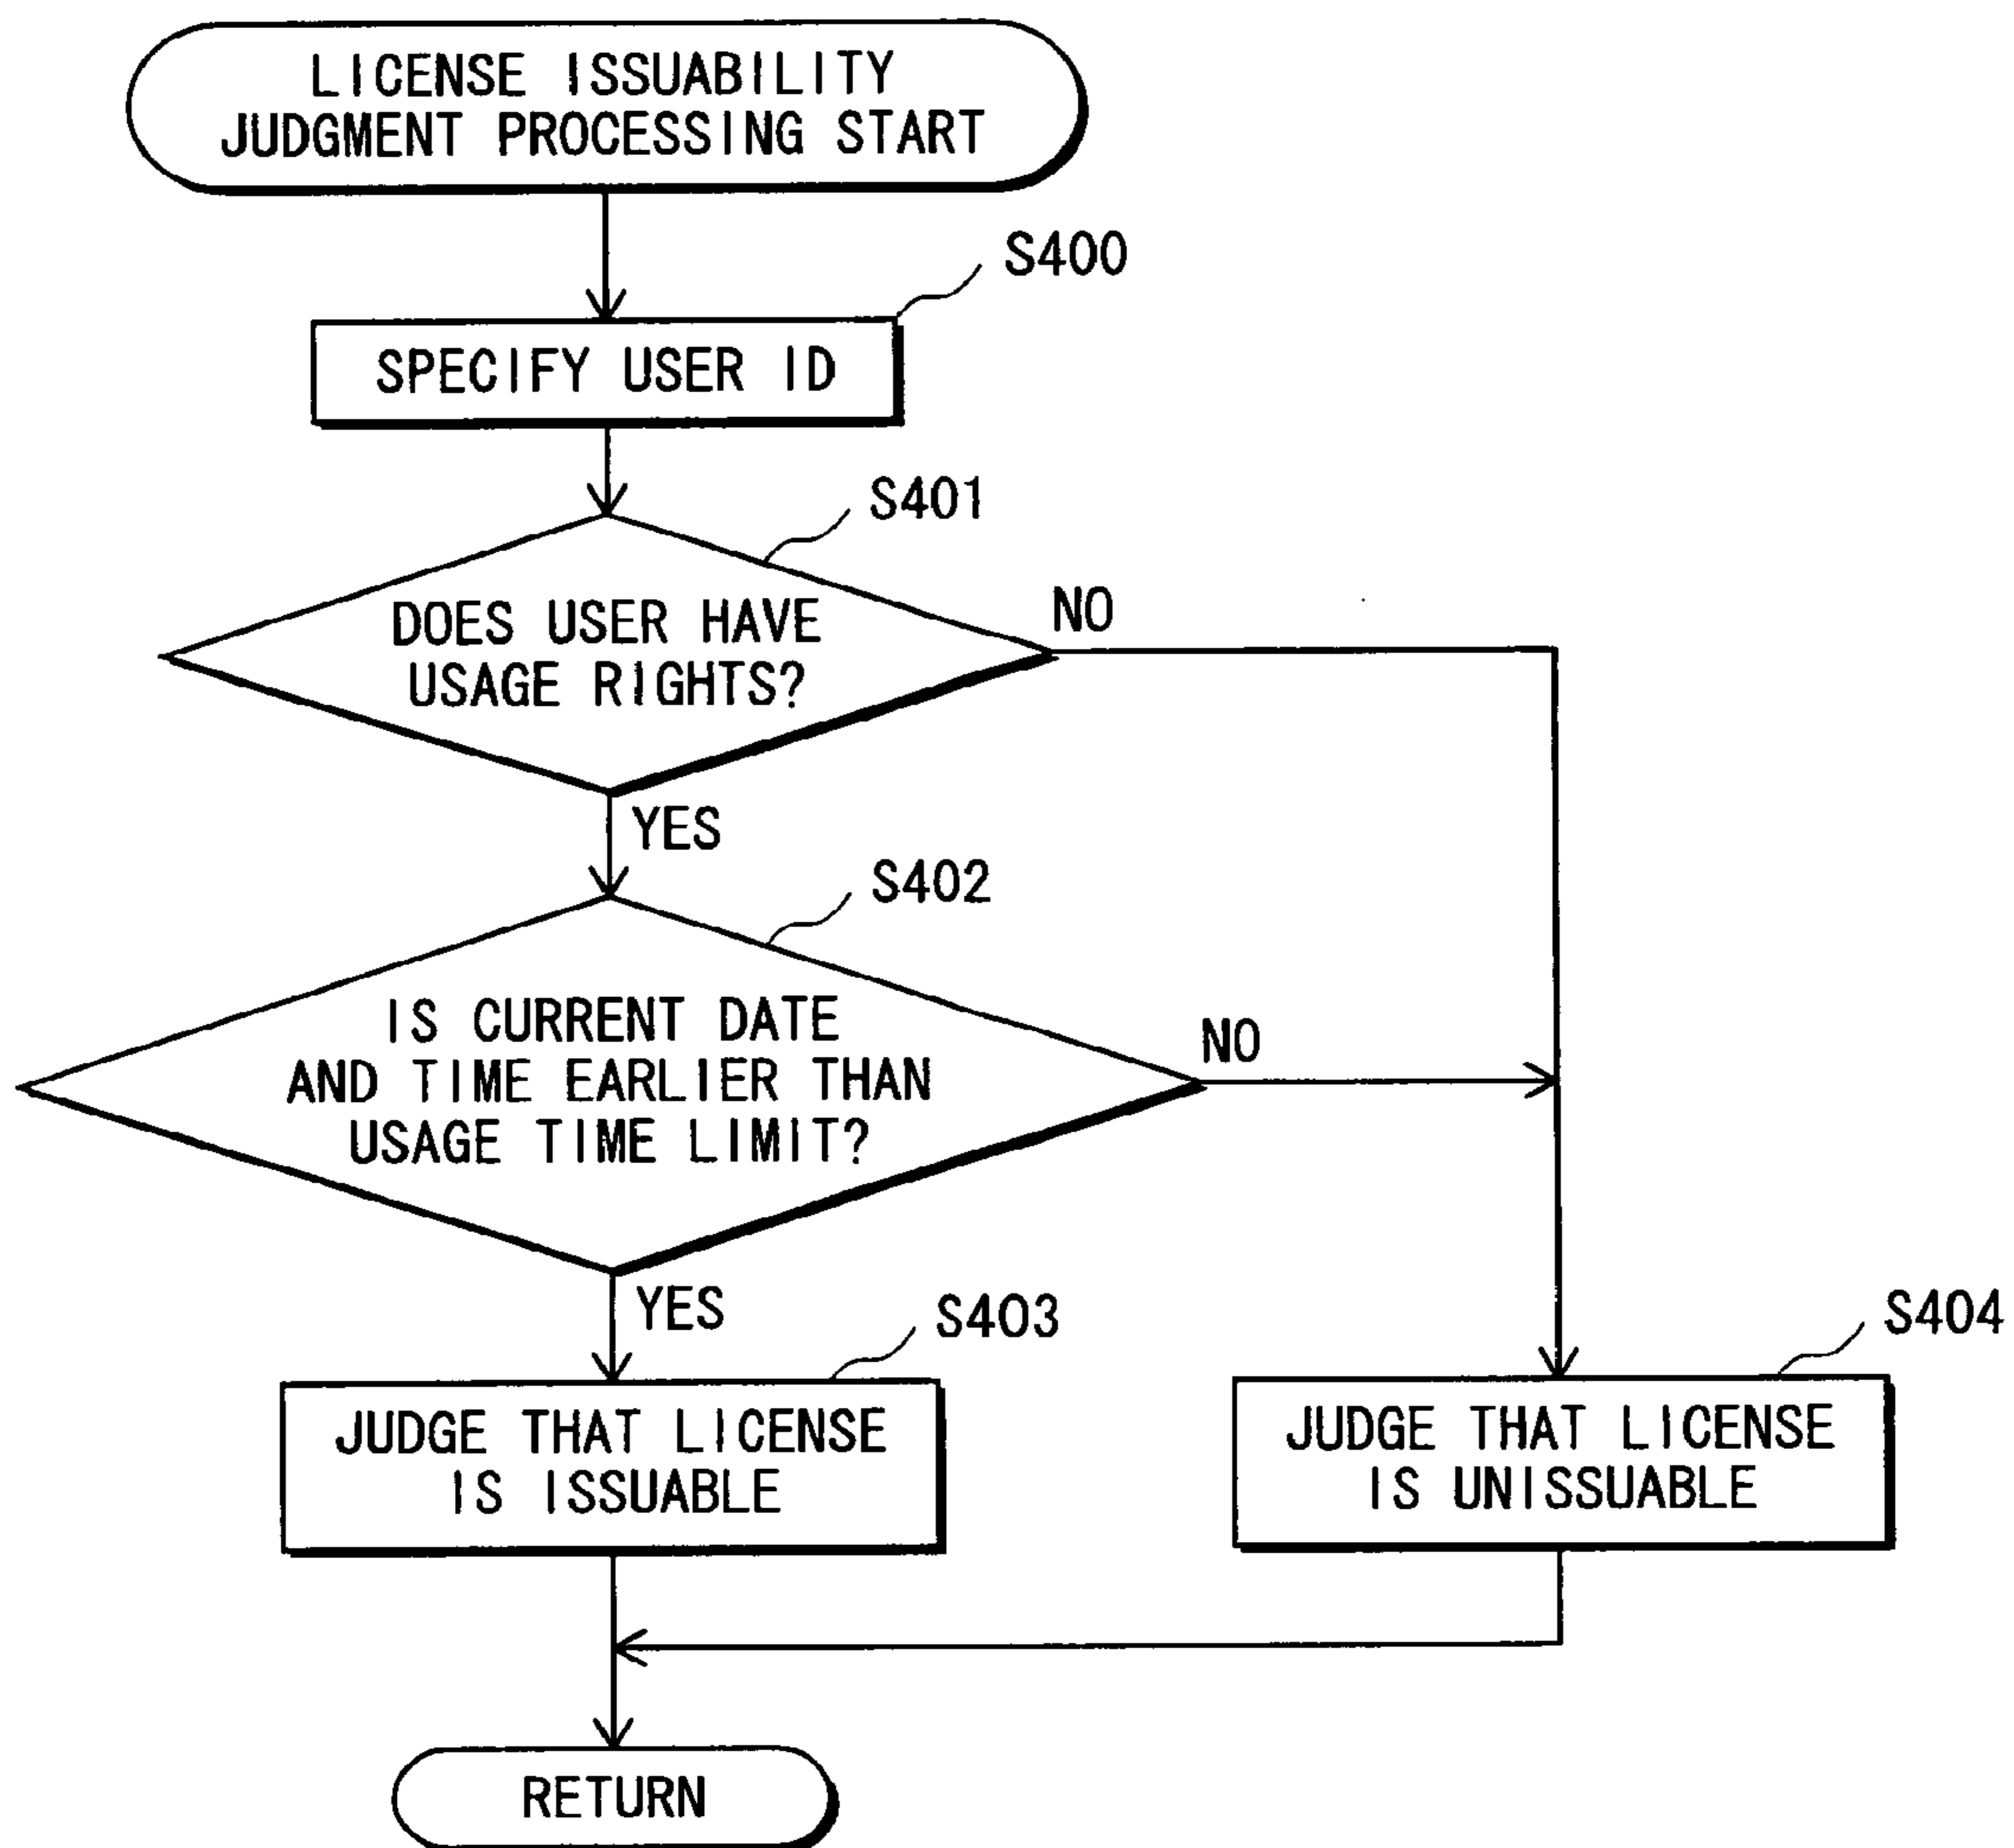 LICENSE ISSUABILITY
JUDGMENT PROCESSING START
S400
SPECIFY USER ID
S401
DOES USER HAVE
USAGE RIGHTS?
NO
YES
S402
IS CURRENT DATE
AND TIME EARLIER THAN
USAGE TIME LIMIT?
NO
YES
S403
JUDGE THAT LICENSE
IS ISSUABLE
S404
JUDGE THAT LICENSE
IS UNISSUABLE
RETURN